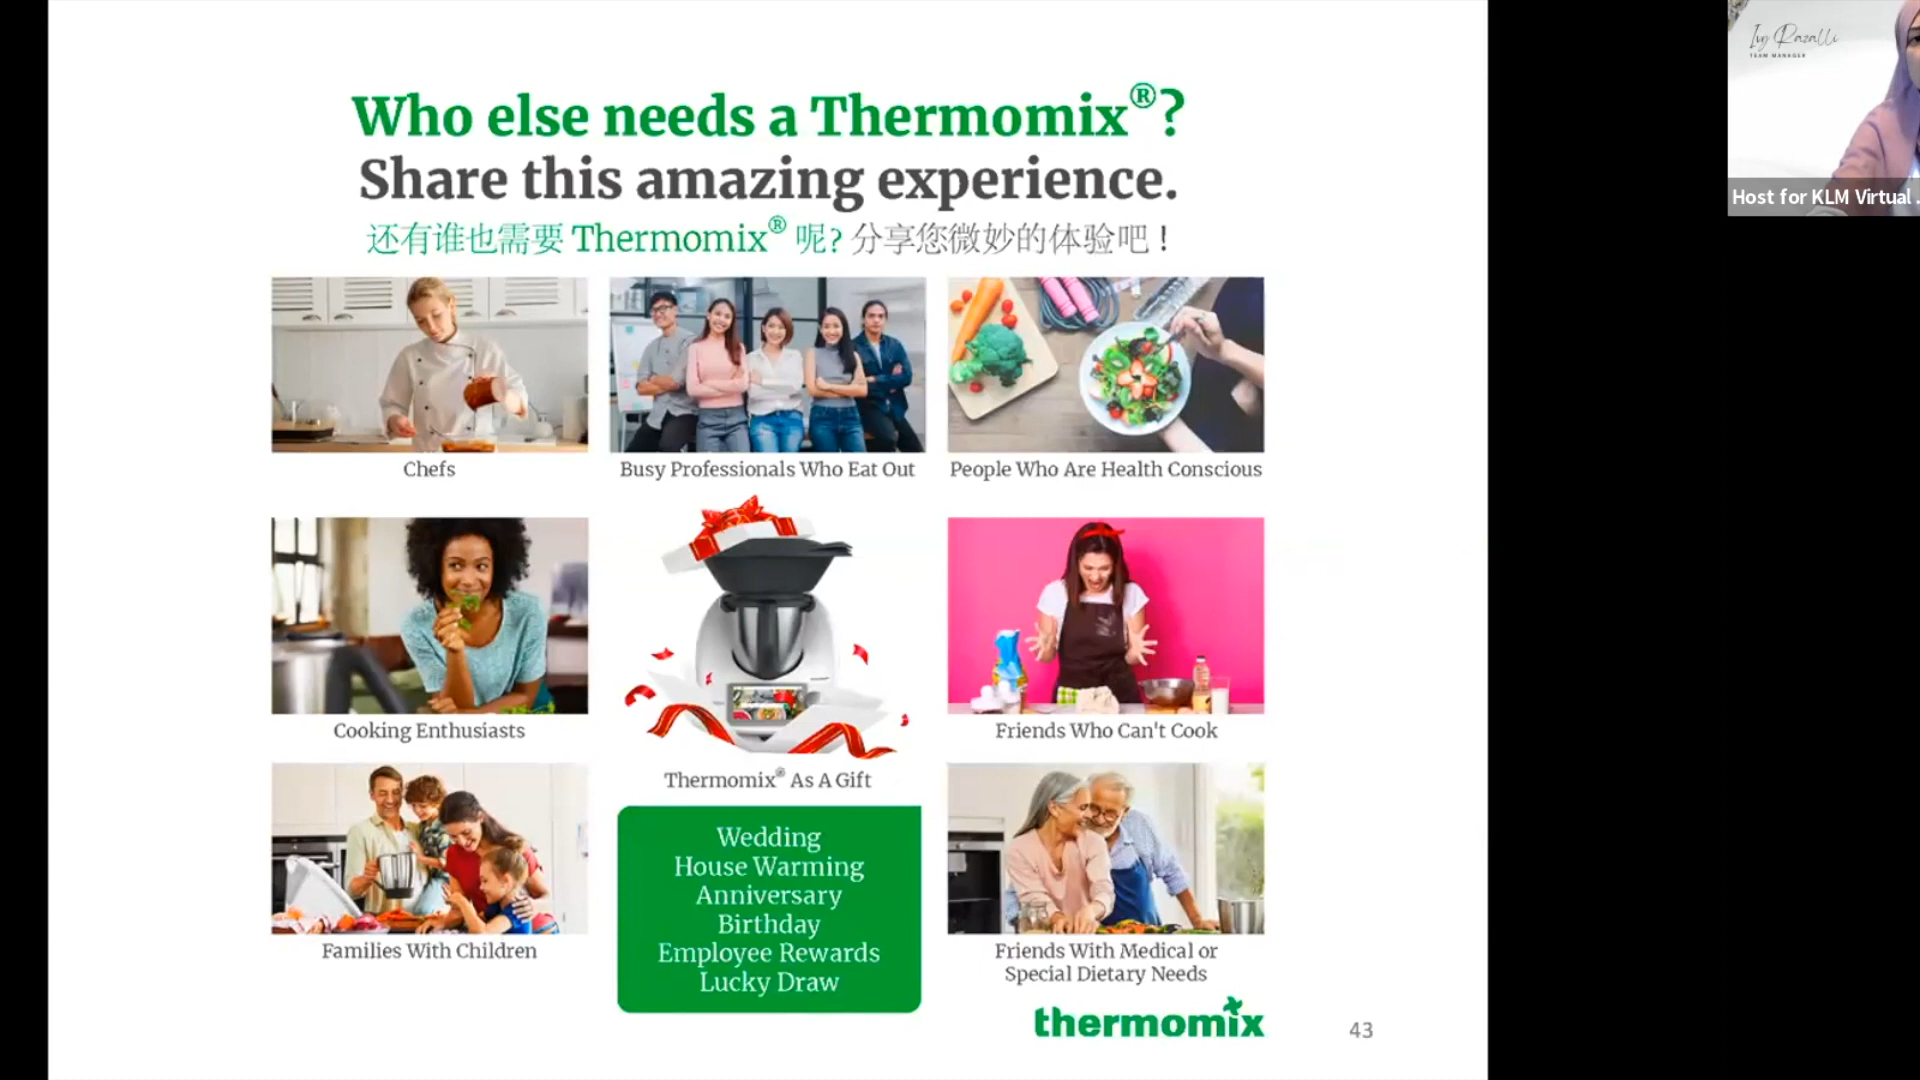 Who else needs a Thermomix®?
Share this amazing experience.
还有谁也需要 Thermomix® 呢? 分享您微妙的体验吧！
Chefs
Busy Professionals Who Eat Out
People Who Are Health Conscious
Cooking Enthusiasts
Thermomix® As A Gift
Friends Who Can't Cook
Families With Children
Wedding
House Warming
Anniversary
Birthday
Employee Rewards
Lucky Draw
Friends With Medical or
Special Dietary Needs
thermomix
43
Ivy Razalli
TEAM MANAGER
Host for KLM Virtual .